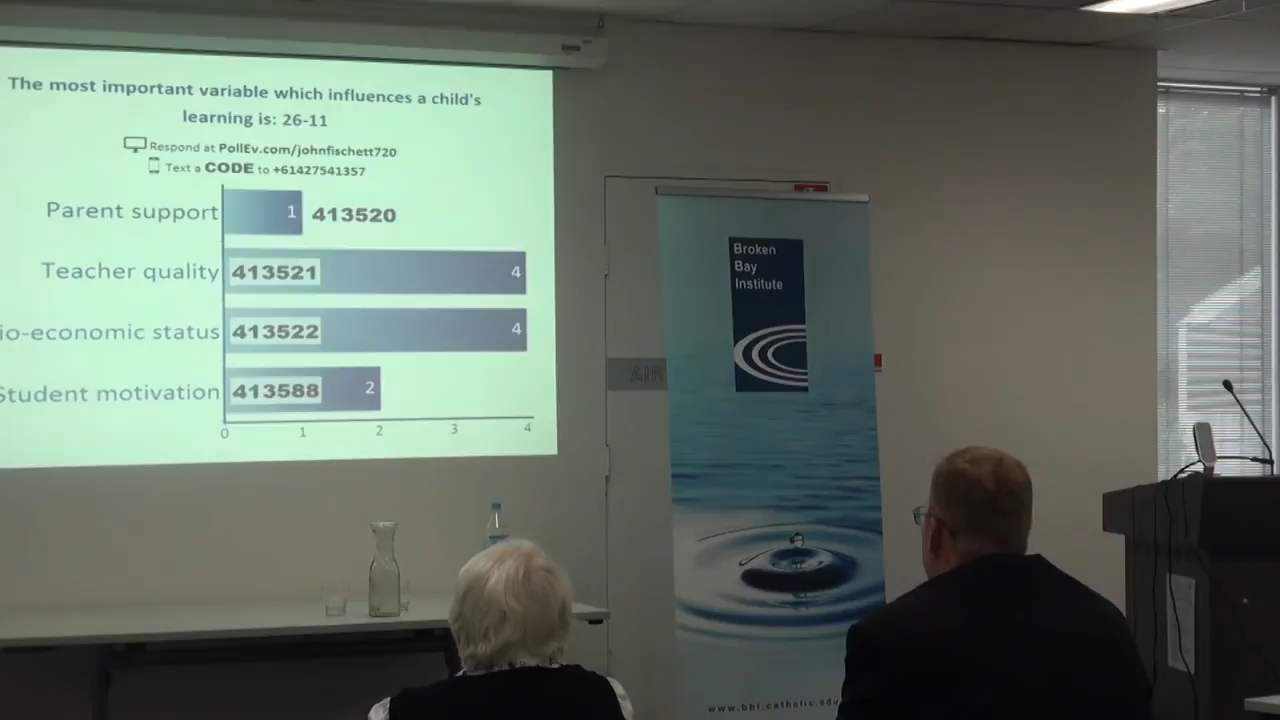 The most important variable which influences a child's
learning is: 26-11
Respond at PollEv.com/johnfischett720
Text a CODE to +61427541357
Parent support 1 413520
Teacher quality 413521 4
io-economic status 413522 4
Student motivation 413588 2
0 1 2 3 4
Broken
Bay
Institute
AIR
www.bbi.catholic.edu